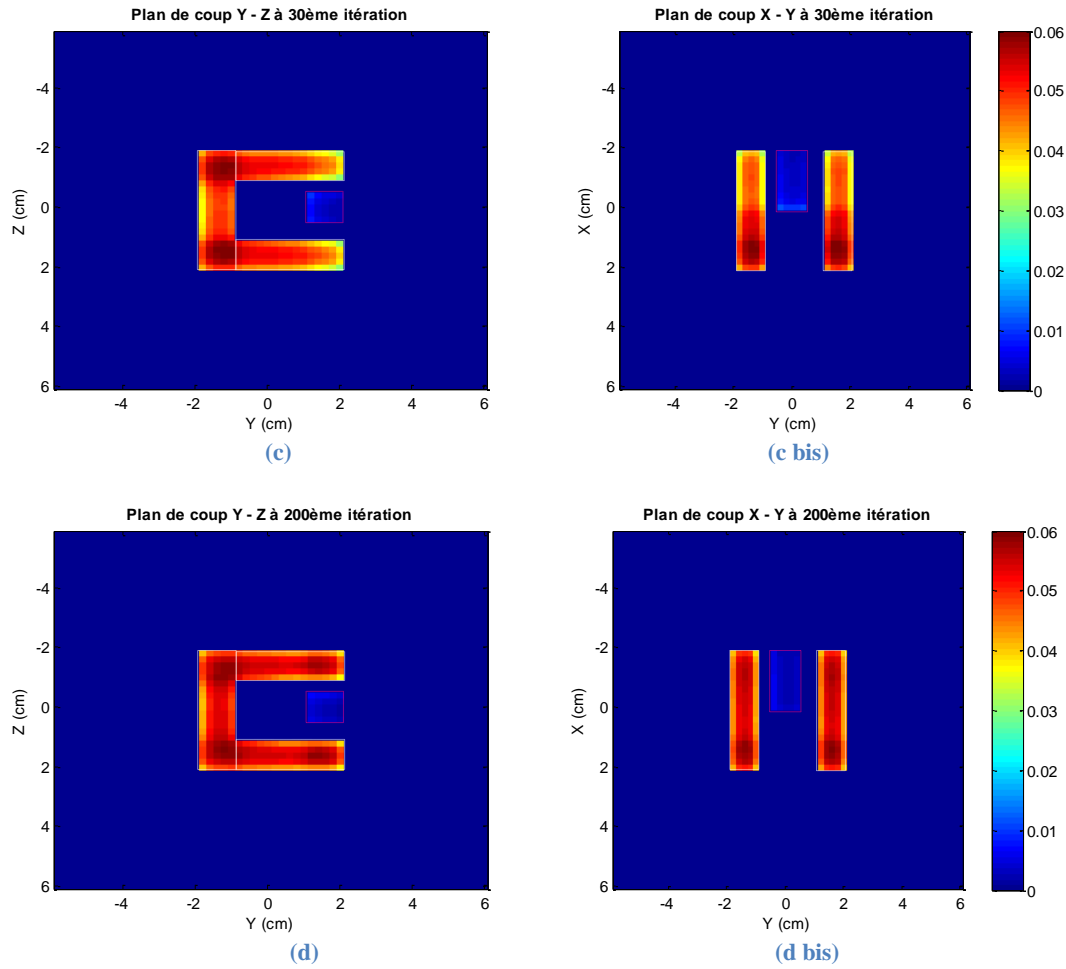 Plan de coup Y - Z à 30ème itération
Z (cm)
-4
-2
0
2
4
6
-4 -2 0 2 4 6
Y (cm)
(c)
Plan de coup X - Y à 30ème itération
X (cm)
-4
-2
0
2
4
6
-4 -2 0 2 4 6
Y (cm)
0.06
0.05
0.04
0.03
0.02
0.01
0
(c bis)
Plan de coup Y - Z à 200ème itération
Z (cm)
-4
-2
0
2
4
6
-4 -2 0 2 4 6
Y (cm)
(d)
Plan de coup X - Y à 200ème itération
X (cm)
-4
-2
0
2
4
6
-4 -2 0 2 4 6
Y (cm)
0.06
0.05
0.04
0.03
0.02
0.01
0
(d bis)